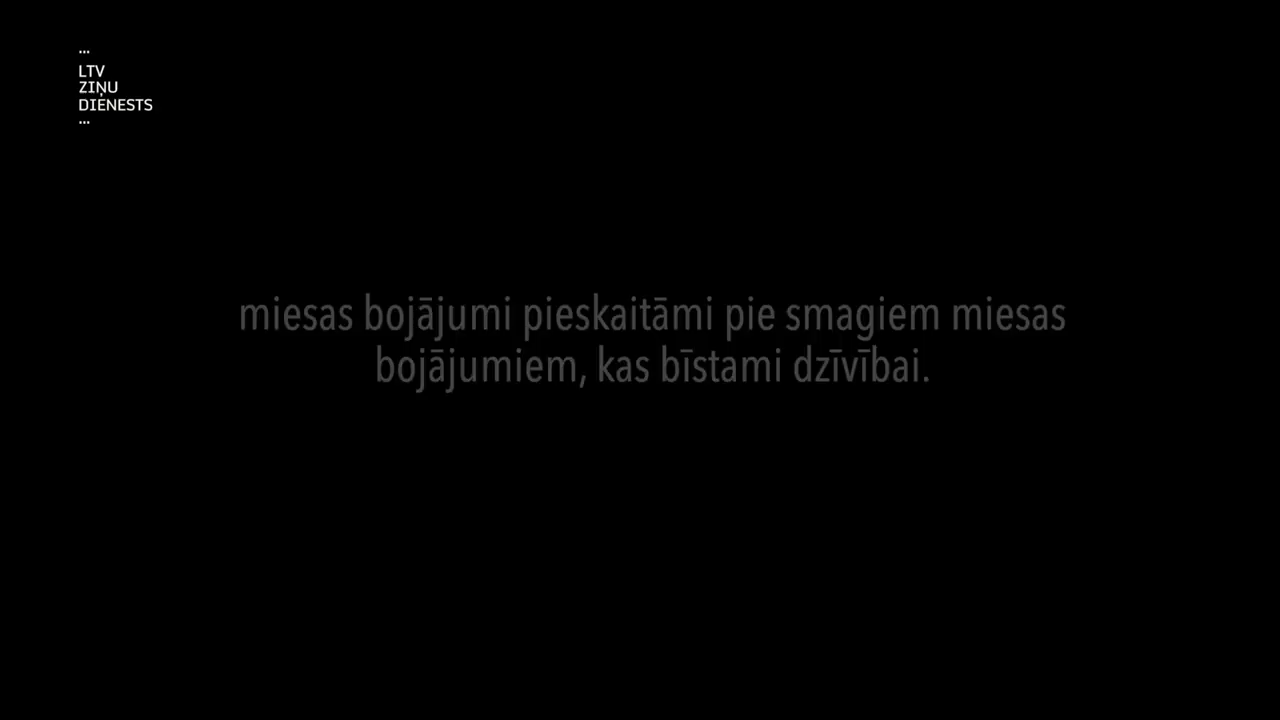 ...
LTV
ZIŅU
DIENESTS
...
miesas bojājumi pieskaitāmi pie smagiem miesas
bojājumiem, kas bīstami dzīvībai.